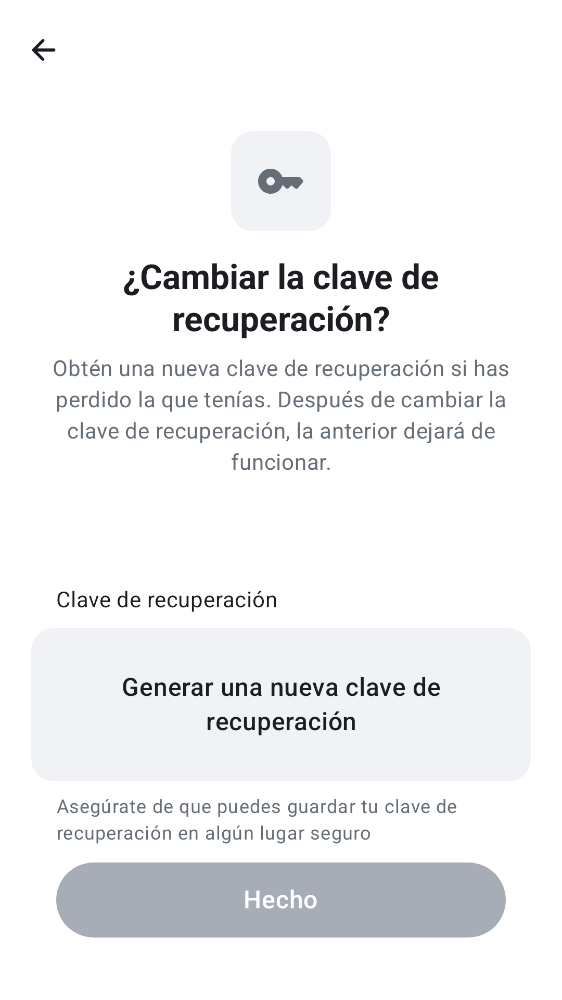 ¿Cambiar la clave de
recuperación?
Obtén una nueva clave de recuperación si has
perdido la que tenías. Después de cambiar la
clave de recuperación, la anterior dejará de
funcionar.
Clave de recuperación
Generar una nueva clave de
recuperación
Asegúrate de que puedes guardar tu clave de
recuperación en algún lugar seguro
Hecho